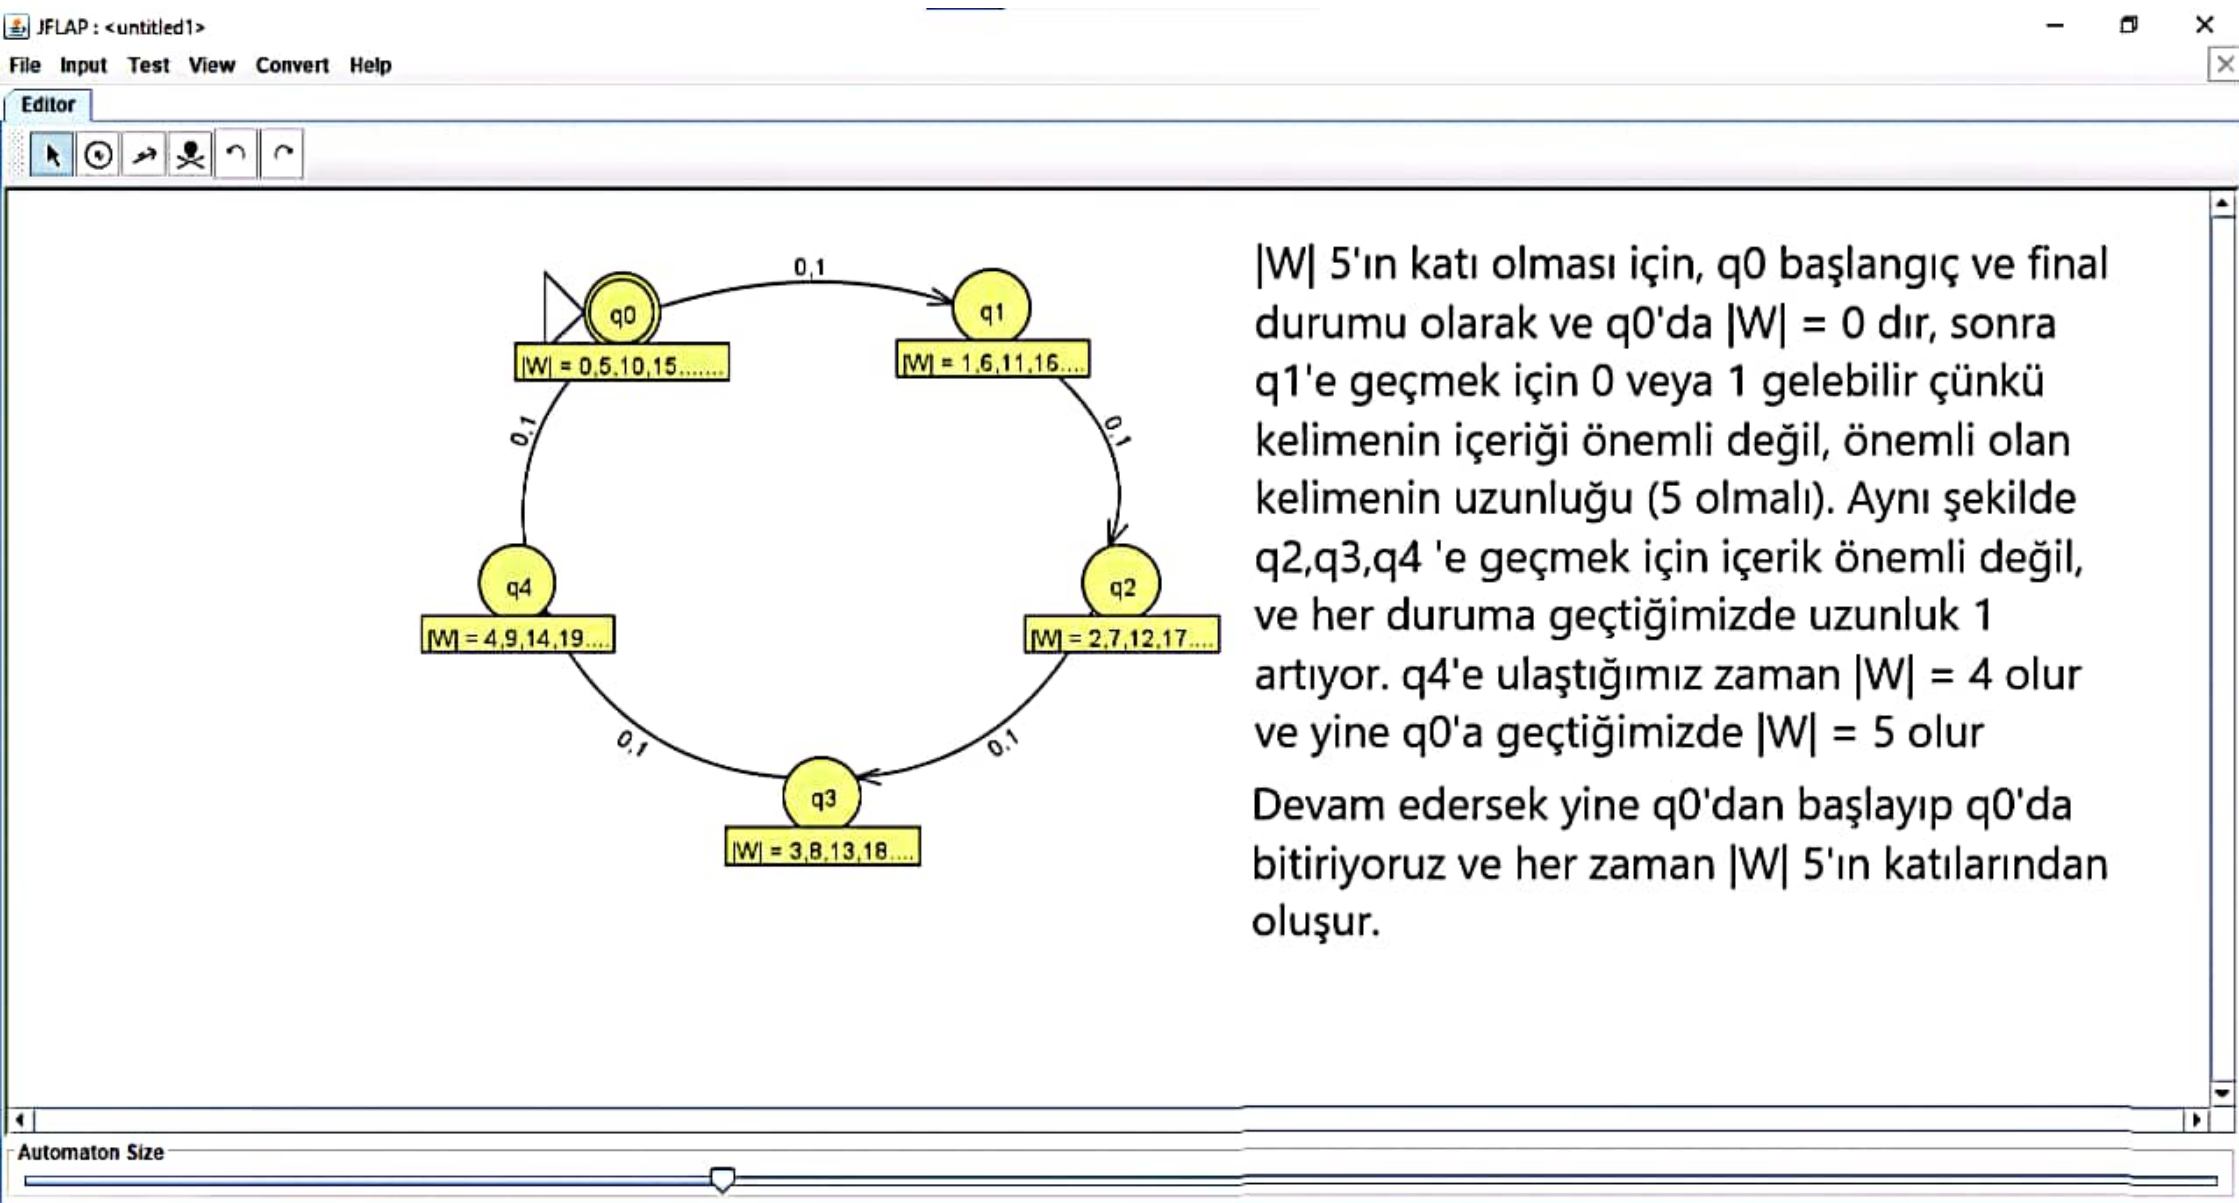 JFLAP : <untitled1>
File Input Test View Convert Help
Editor
0,1
q0
q1
|W| = 0,5,10,15.......
|W| = 1,6,11,16....
0,1
0,1
q4
q2
|W| = 4,9,14,19....
|W| = 2,7,12,17....
0,1
0,1
q3
|W| = 3,8,13,18....
|W| 5'ın katı olması için, q0 başlangıç ve final
durumu olarak ve q0'da |W| = 0 dır, sonra
q1'e geçmek için 0 veya 1 gelebilir çünkü
kelimenin içeriği önemli değil, önemli olan
kelimenin uzunluğu (5 olmalı). Aynı şekilde
q2,q3,q4 'e geçmek için içerik önemli değil,
ve her duruma geçtiğimizde uzunluk 1
artıyor. q4'e ulaştığımız zaman |W| = 4 olur
ve yine q0'a geçtiğimizde |W| = 5 olur
Devam edersek yine q0'dan başlayıp q0'da
bitiriyoruz ve her zaman |W| 5'ın katılarından
oluşur.
Automaton Size